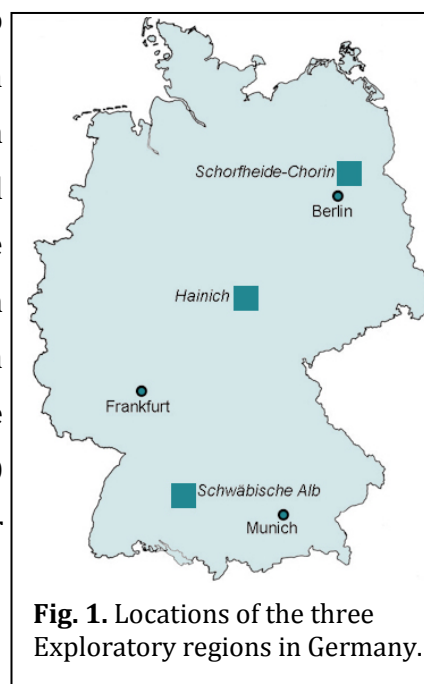 Schorfheide-Chorin
Berlin
Hainich
Frankfurt
Schwäbische Alb
Munich
Fig. 1. Locations of the three
Exploratory regions in Germany.